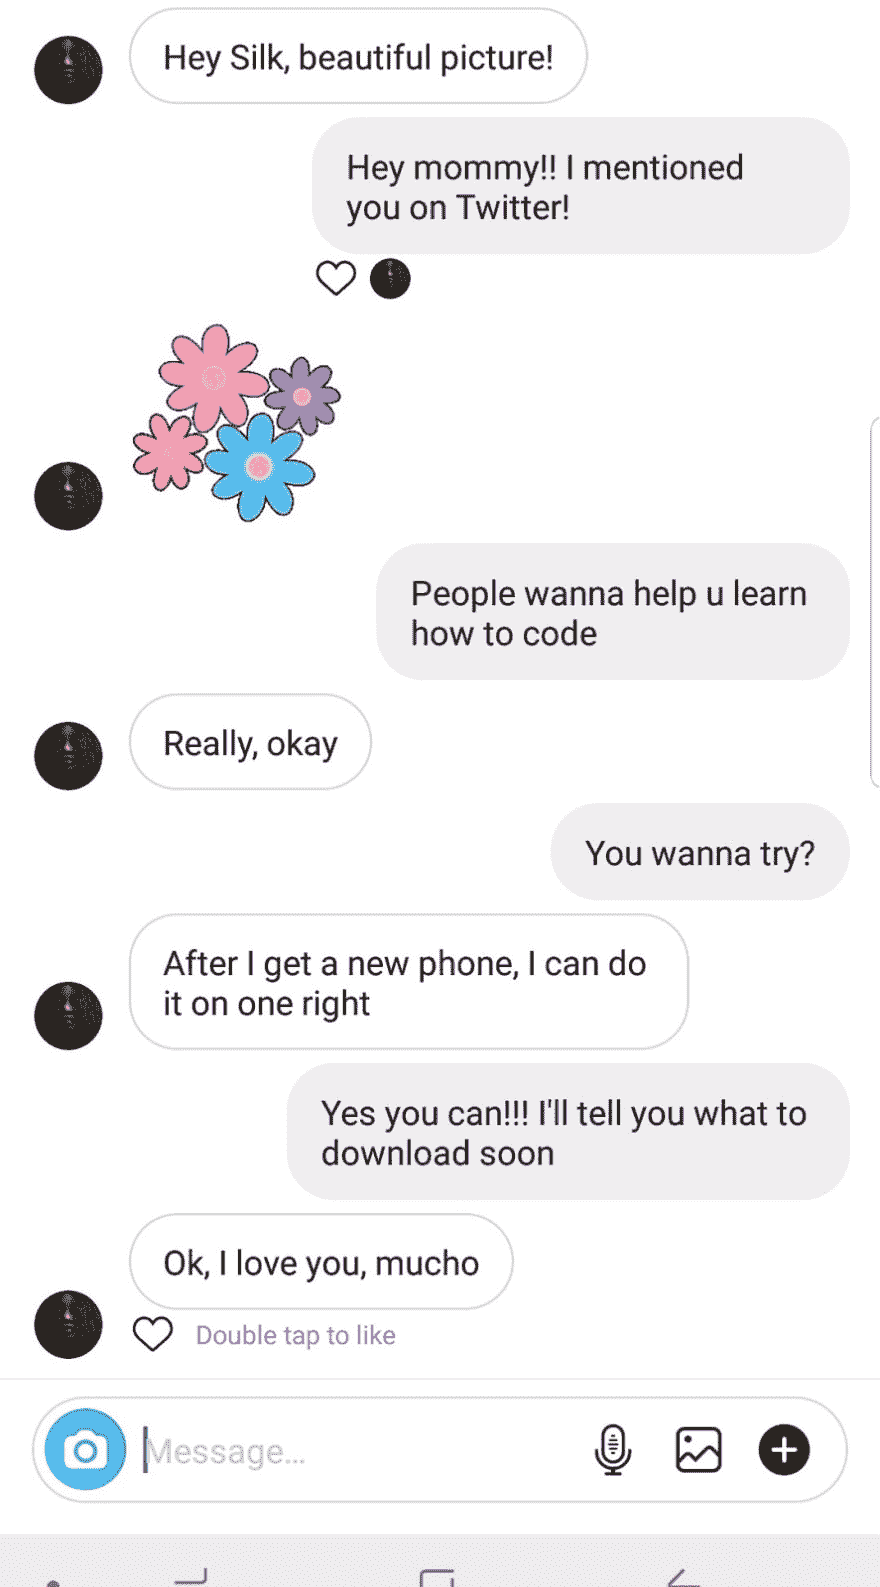 Hey Silk, beautiful picture!
Hey mommy!! I mentioned
you on Twitter!
People wanna help u learn
how to code
Really, okay
You wanna try?
After I get a new phone, I can do
it on one right
Yes you can!!! I'll tell you what to
download soon
Ok, I love you, mucho
Double tap to like
Message...